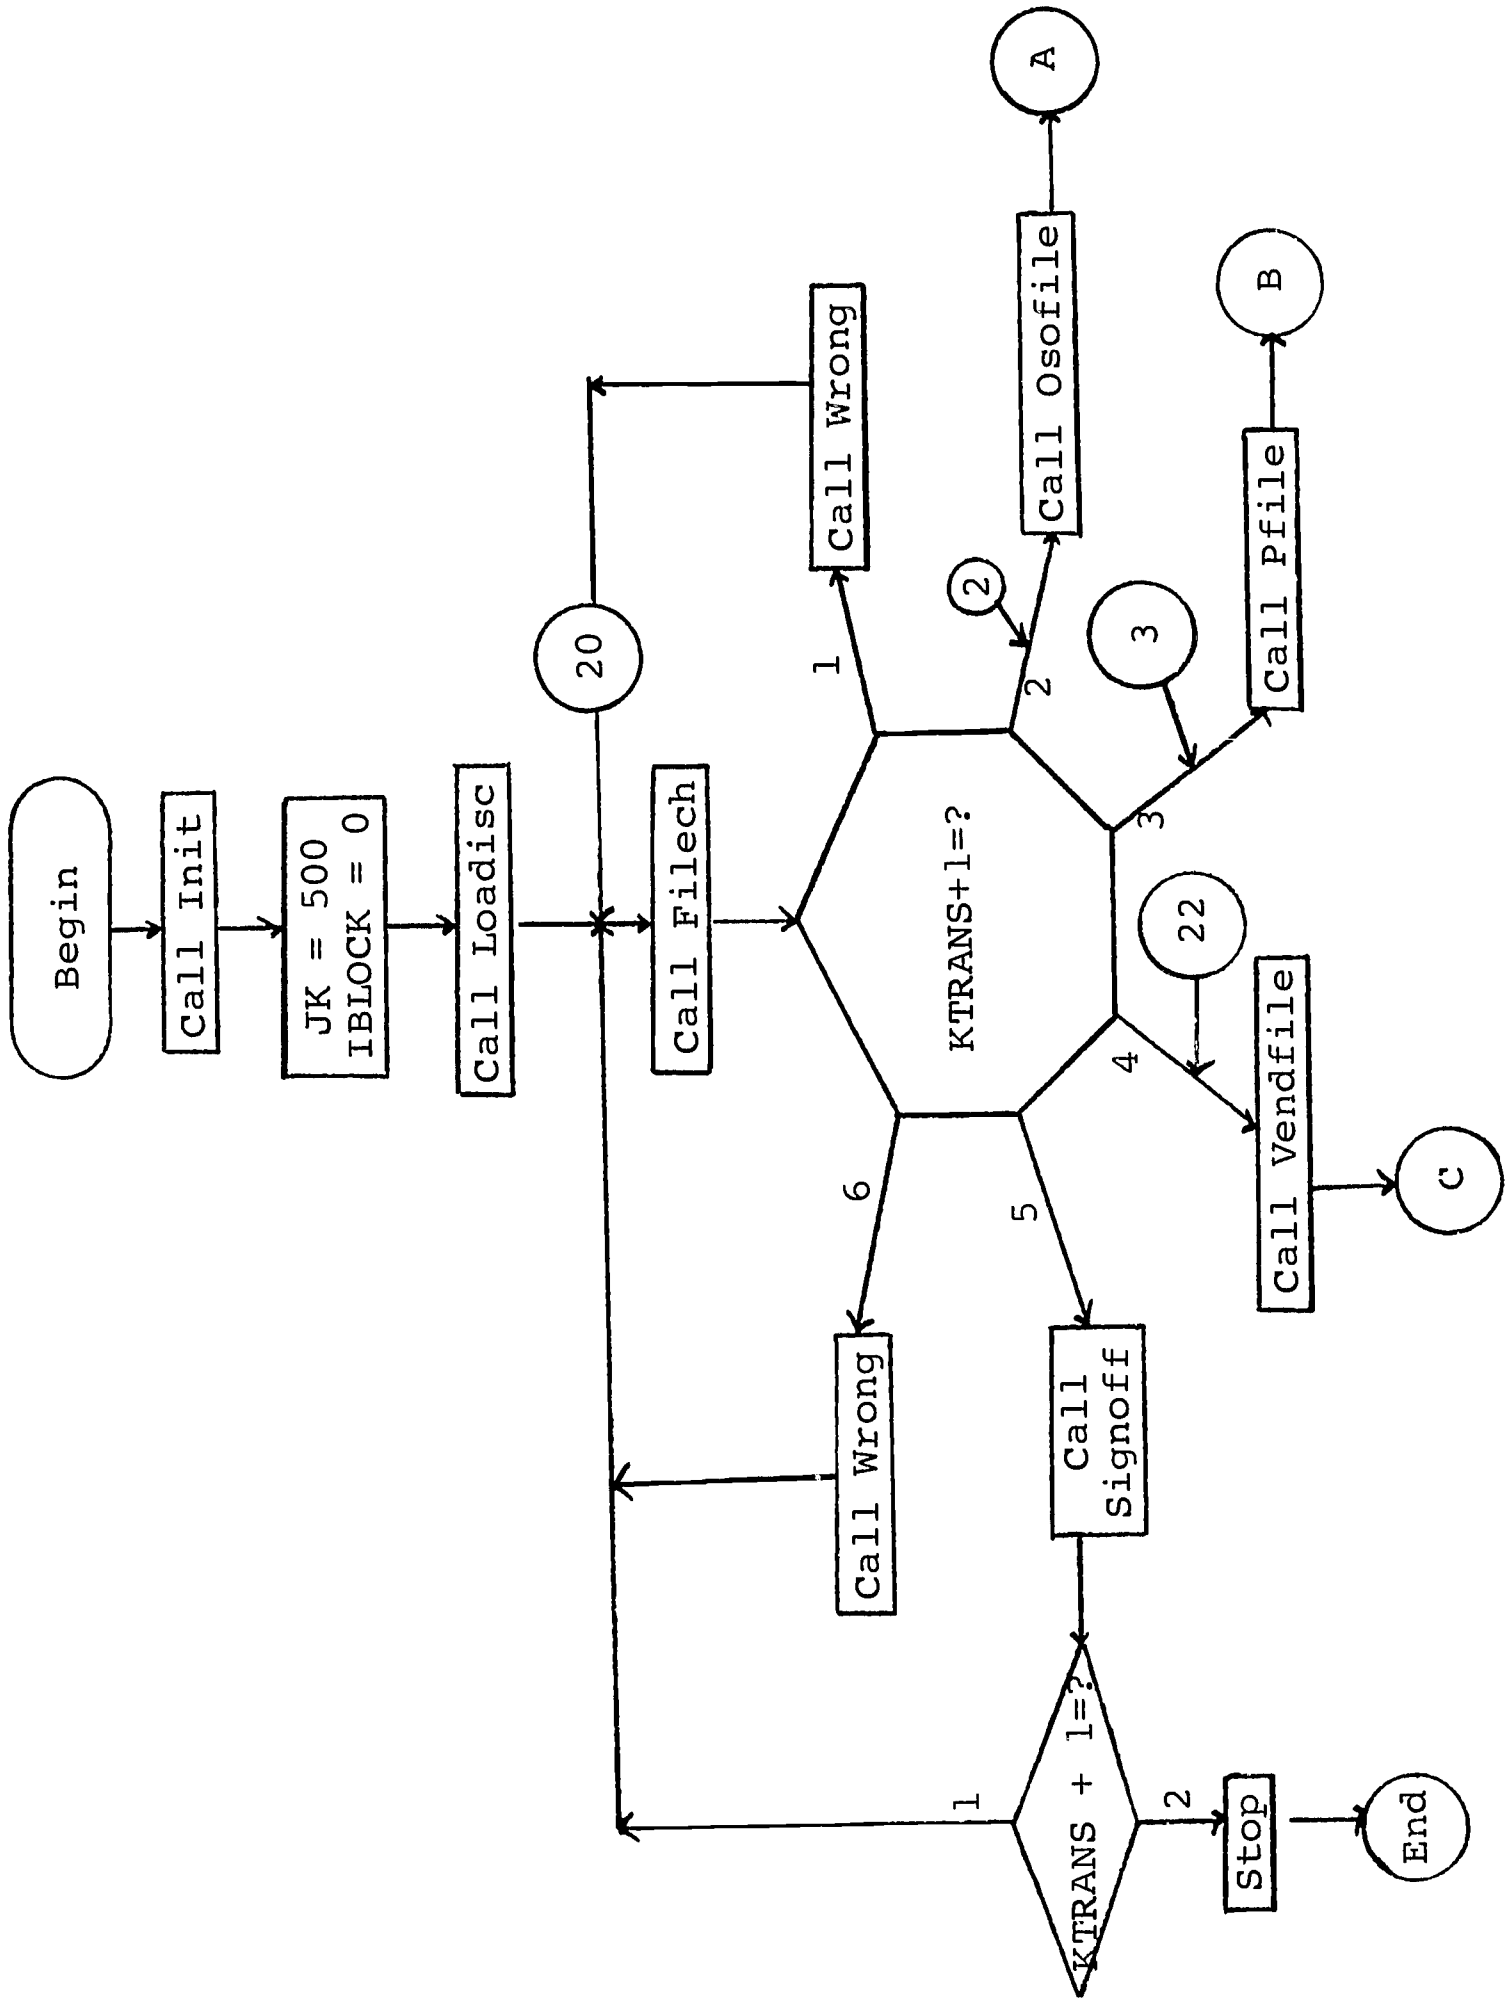 Begin
Call Init
JK = 500
IBLOCK = 0
Call Loadisc
20
Call Filech
KTRANS+1=?
1
Call Wrong
2
2
Call Osofile
A
3
3
Call Pfile
B
4
22
Call Vendfile
C
5
Call
Signoff
6
Call Wrong
KTRANS + 1=?
1
2
Stop
End